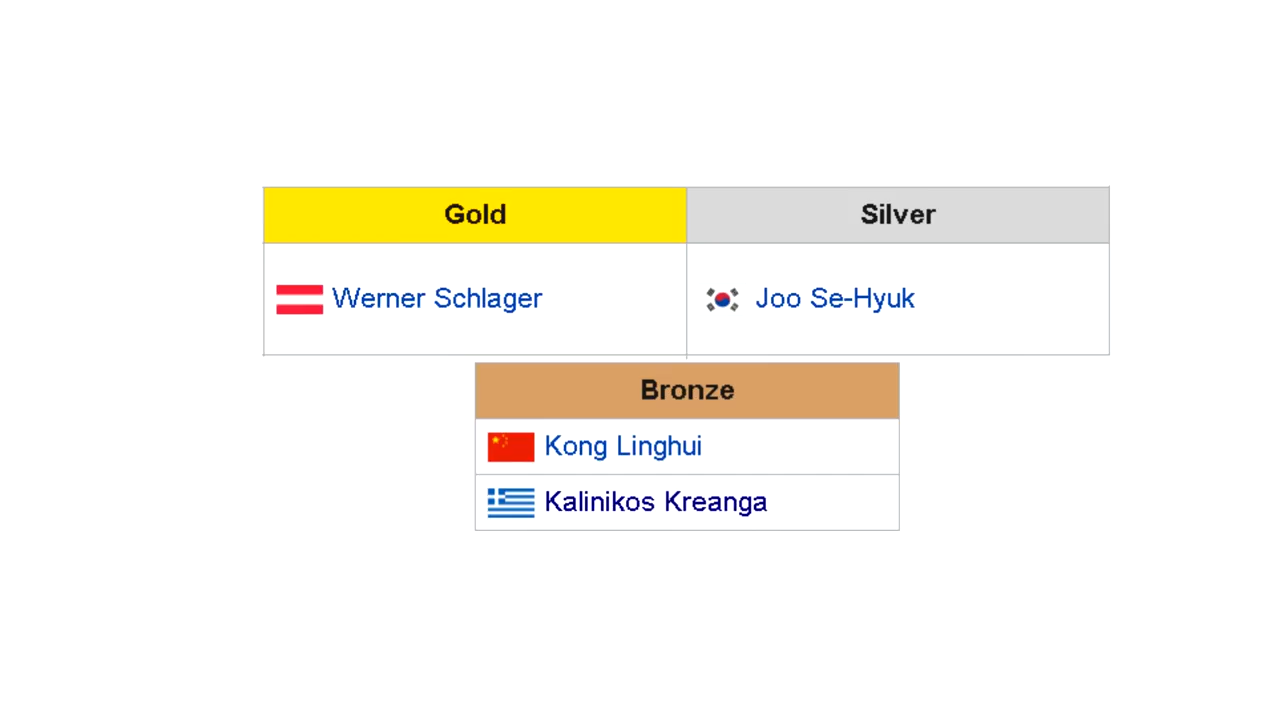 Gold Silver
Werner Schlager Joo Se-Hyuk
Bronze
Kong Linghui
Kalinikos Kreanga